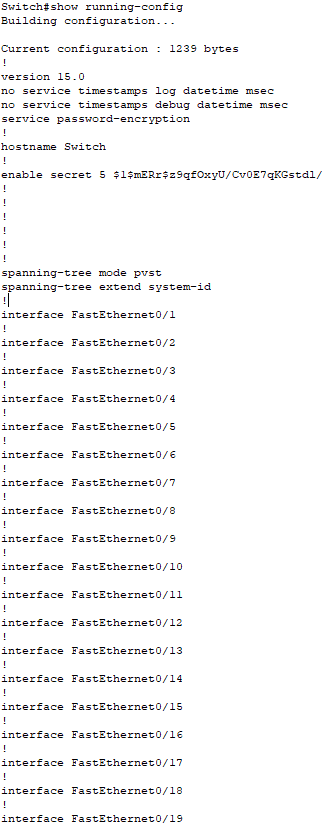 Switch#show running-config
Building configuration...
Current configuration : 1239 bytes
!
version 15.0
no service timestamps log datetime msec
no service timestamps debug datetime msec
service password-encryption
!
hostname Switch
!
enable secret 5 $1$mERr$z9qfOxyU/Cv0E7qKGstdl/
!
!
!
!
!
!
spanning-tree mode pvst
spanning-tree extend system-id
!
interface FastEthernet0/1
!
interface FastEthernet0/2
!
interface FastEthernet0/3
!
interface FastEthernet0/4
!
interface FastEthernet0/5
!
interface FastEthernet0/6
!
interface FastEthernet0/7
!
interface FastEthernet0/8
!
interface FastEthernet0/9
!
interface FastEthernet0/10
!
interface FastEthernet0/11
!
interface FastEthernet0/12
!
interface FastEthernet0/13
!
interface FastEthernet0/14
!
interface FastEthernet0/15
!
interface FastEthernet0/16
!
interface FastEthernet0/17
!
interface FastEthernet0/18
!
interface FastEthernet0/19